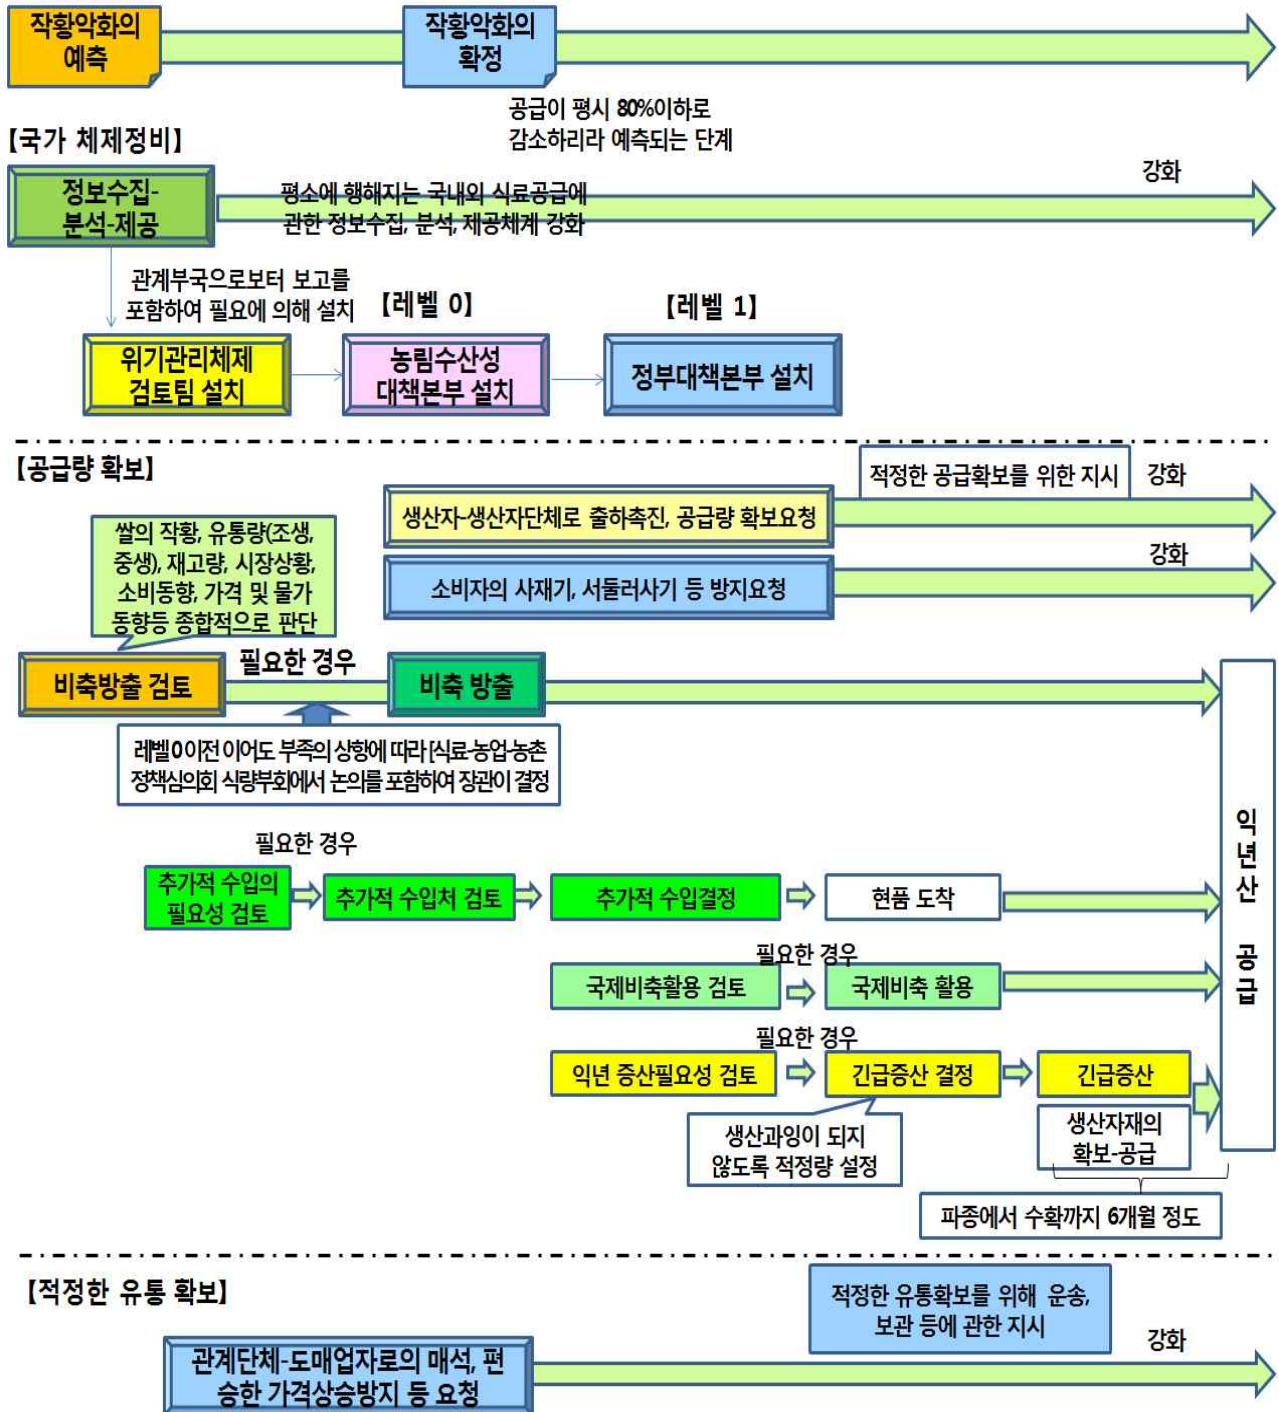 작황악화의
예측
작황악화의
확정
공급이 평시 80%이하로
감소하리라 예측되는 단계
【국가 체제정비】
정보수집-
분석-제공
평소에 행해지는 국내외 식료공급에
관한 정보수집, 분석, 제공체계 강화
강화
관계부국으로보터 보고를
포함하여 필요에 의해 설치
【레벨 0】
【레벨 1】
위기관리체제
검토팀 설치
농림수산성
대책본부 설치
정부대책본부 설치
【공급량 확보】
적정한 공급확보를 위한 지시
강화
생산자-생산자단체로 출하촉진, 공급량 확보요청
쌀의 작황, 유통량(조생,
중생), 재고량, 시장상황,
소비동향, 가격 및 물가
동향등 종합적으로 판단
강화
소비자의 사재기, 서둘러사기 등 방지요청
비축방출 검토
필요한 경우
비축 방출
레벨0이전 이어도 부족의 상항에 따라 [식료-농업-농촌
정책심의회 식량부회에서 논의를 포함하여 장관이 결정
익년산 공급
필요한 경우
추가적 수입의
필요성 검토
추가적 수입처 검토
추가적 수입결정
현품 도착
필요한 경우
국제비축활용 검토
국제비축 활용
필요한 경우
익년 증산필요성 검토
긴급증산 결정
긴급증산
생산과잉이 되지
않도록 적정량 설정
생산자재의
확보-공급
파종에서 수확까지 6개월 정도
【적정한 유통 확보】
적정한 유통확보를 위해 운송,
보관 등에 관한 지시
강화
관계단체-도매업자로의 매석, 편
승한 가격상승방지 등 요청